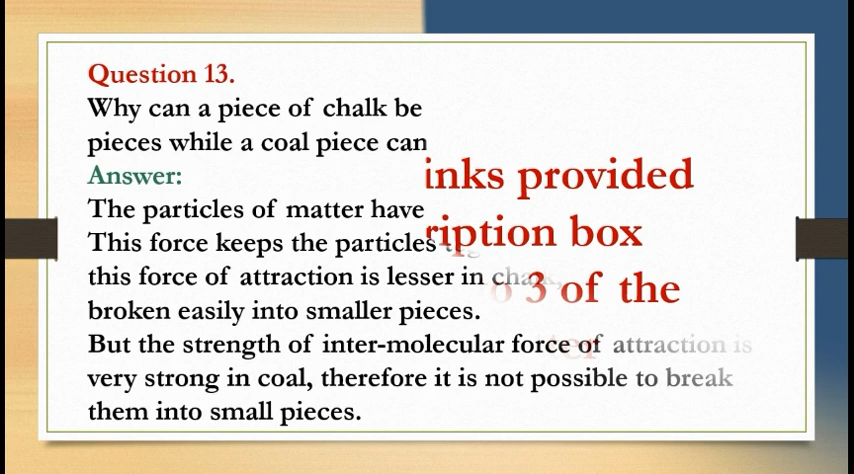 Question 13.
Why can a piece of chalk be
pieces while a coal piece can
Answer:
The particles of matter have
This force keeps the particles
this force of attraction is lesser in chalk,
broken easily into smaller pieces.
But the strength of inter-molecular force of attraction is
very strong in coal, therefore it is not possible to break
them into small pieces.
inks provided
ription box
o 3 of the